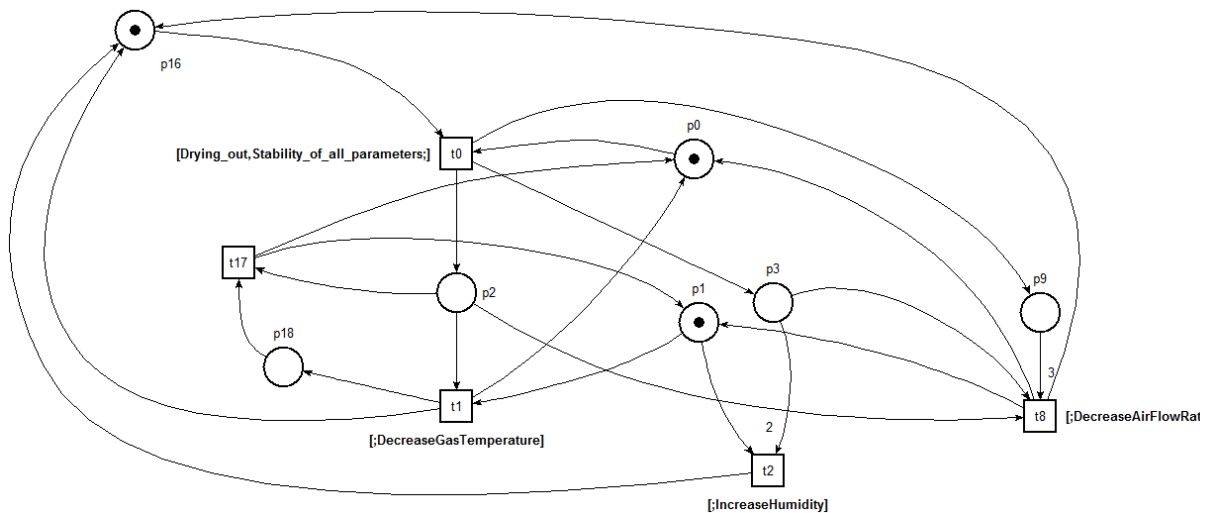 p16
p0
t0
[Drying_out,Stability_of_all_parameters;]
t17
p3
p9
p2
p1
p18
3
t1
t8
[;DecreaseAirFlowRat
[;DecreaseGasTemperature]
2
t2
[;IncreaseHumidity]